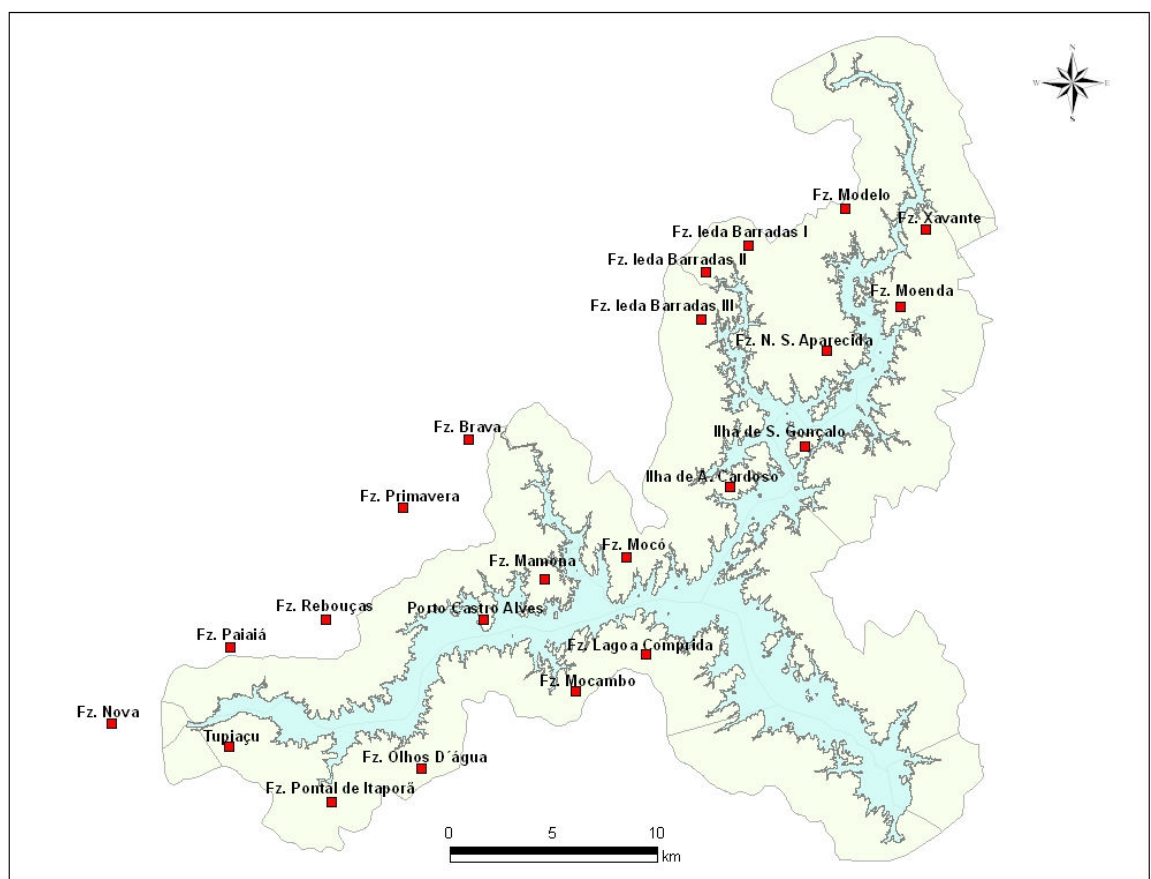 N
W E
S
Fz. Modelo
Fz. Xavante
Fz. Ieda Barradas I
Fz. Ieda Barradas II
Fz. Moenda
Fz. Ieda Barradas III
Fz. N. S. Aparecida
Fz. Brava
Ilha de S. Gonçalo
Ilha de A. Cardoso
Fz. Primavera
Fz. Mocó
Fz. Mamona
Fz. Rebouças
Porto Castro Alves
Fz. Paiaiá
Fz. Lagoa Comprida
Fz. Mocambo
Fz. Nova
Tupiaçu
Fz. Olhos D´água
Fz. Pontal de Itaporã
0 5 10
km